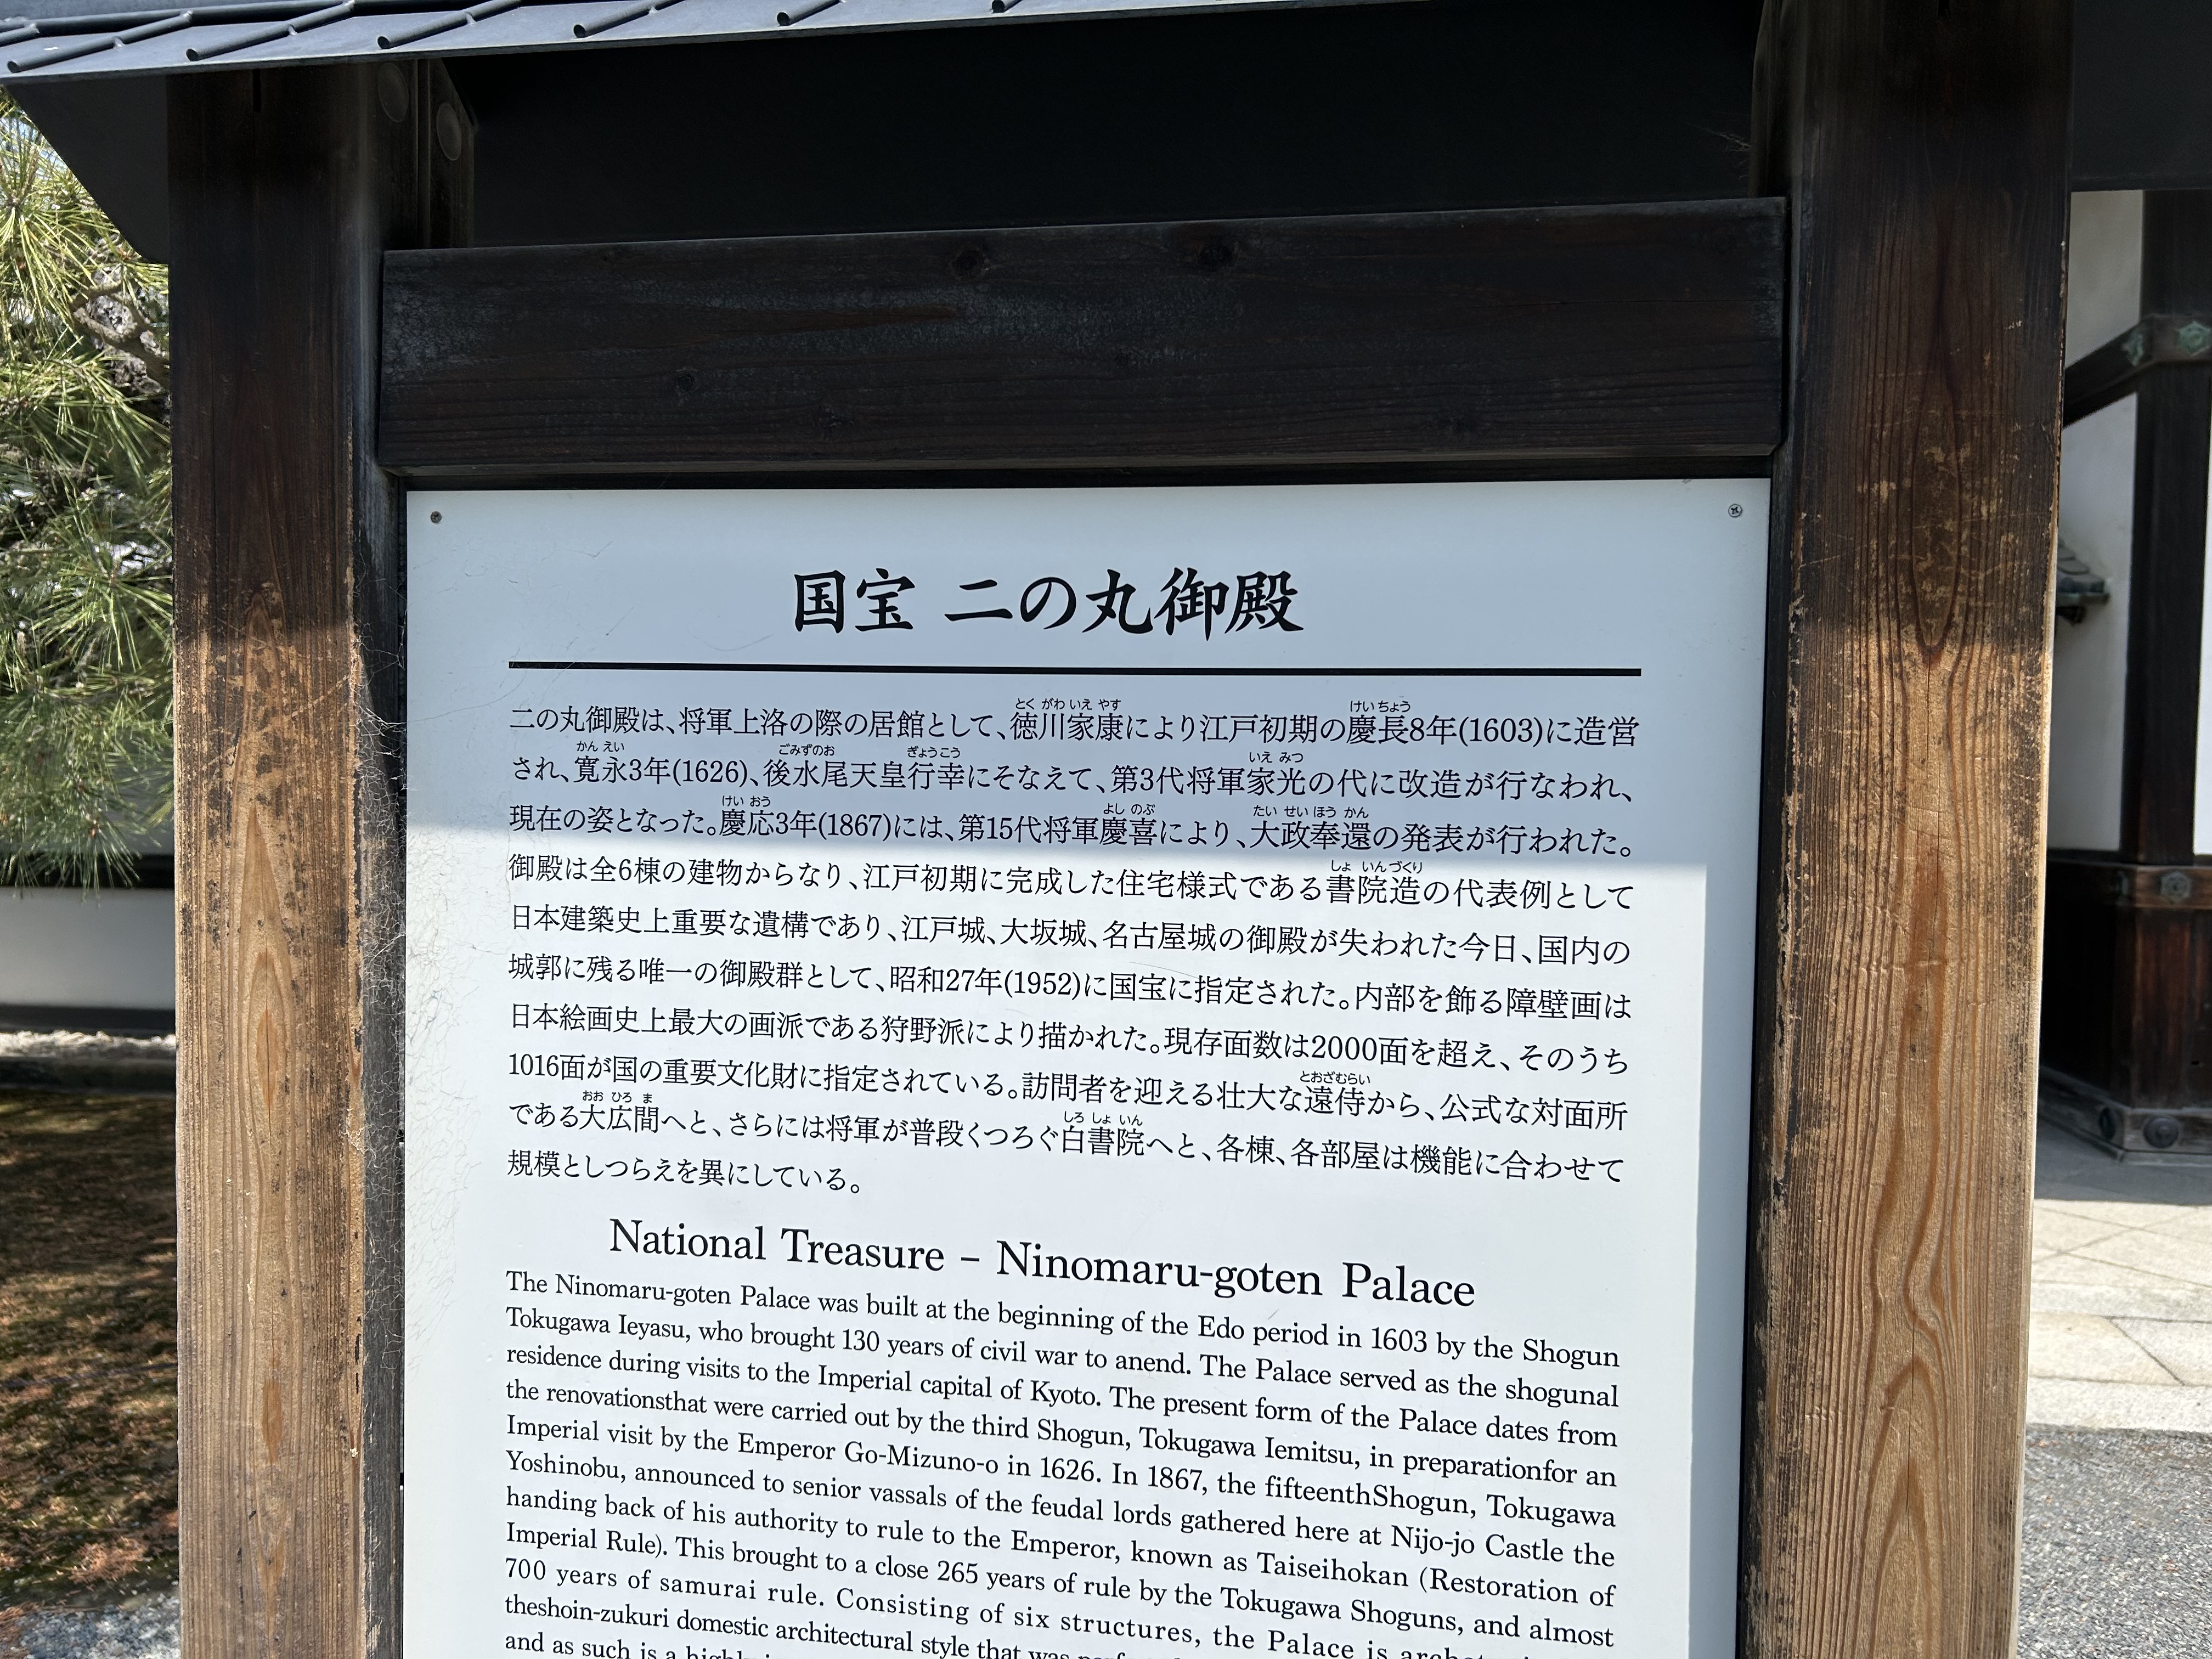 国宝 二の丸御殿
二の丸御殿は、将軍上洛の際の居館として、徳川家康により江戸初期の慶長8年(1603)に造営
され、寛永3年(1626)、後水尾天皇行幸にそなえて、第3代将軍家光の代に改造が行なわれ、
現在の姿となった。慶応3年(1867)には、第15代将軍慶喜により、大政奉還の発表が行われた。
御殿は全6棟の建物からなり、江戸初期に完成した住宅様式である書院造の代表例として
日本建築史上重要な遺構であり、江戸城、大坂城、名古屋城の御殿が失われた今日、国内の
城郭に残る唯一の御殿群として、昭和27年(1952)に国宝に指定された。内部を飾る障壁画は
日本絵画史上最大の画派である狩野派により描かれた。現存面数は2000面を超え、そのうち
1016面が国の重要文化財に指定されている。訪問者を迎える壮大な遠侍から、公式な対面所
である大広間へと、さらには将軍が普段くつろぐ白書院へと、各棟、各部屋は機能に合わせて
規模としつらえを異にしている。
National Treasure – Ninomaru-goten Palace
The Ninomaru-goten Palace was built at the beginning of the Edo period in 1603 by the Shogun
Tokugawa Ieyasu, who brought 130 years of civil war to anend. The Palace served as the shogunal
residence during visits to the Imperial capital of Kyoto. The present form of the Palace dates from
the renovationsthat were carried out by the third Shogun, Tokugawa Iemitsu, in preparationfor an
Imperial visit by the Emperor Go-Mizuno-o in 1626. In 1867, the fifteenthShogun, Tokugawa
Yoshinobu, announced to senior vassals of the feudal lords gathered here at Nijo-jo Castle the
handing back of his authority to rule to the Emperor, known as Taiseihokan (Restoration of
Imperial Rule). This brought to a close 265 years of rule by the Tokugawa Shoguns, and almost
700 years of samurai rule. Consisting of six structures, the Palace is
theshoin-zukuri domestic architectural style that was
and as such is a